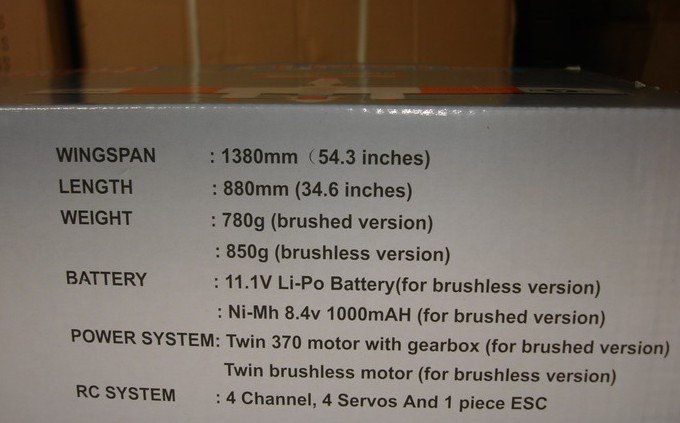 WINGSPAN : 1380mm （54.3 inches)
LENGTH : 880mm (34.6 inches)
WEIGHT : 780g (brushed version)
: 850g (brushless version)
BATTERY : 11.1V Li-Po Battery(for brushless version)
: Ni-Mh 8.4v 1000mAH (for brushed version)
POWER SYSTEM: Twin 370 motor with gearbox (for brushed version)
Twin brushless motor (for brushless version)
RC SYSTEM : 4 Channel, 4 Servos And 1 piece ESC